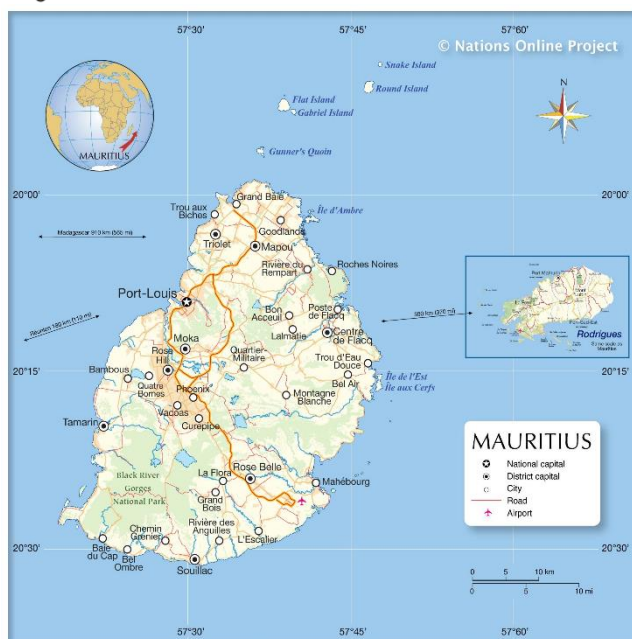 57°30'
57°45'
© Nations Online Project
Snake Island
Round Island
Flat Island
Gabriel Island
N
MAURITIUS
Gunner's Quoin
20°00'
20°00'
Grand Baie
Trou aux
Biches
Île d'Ambre
Goodlands
Triolet
Mapou
Rivière du
Rempart
Roches Noires
Port-Louis
Bon
Acceuil
Poste
de Flacq
Lalmatie
Centre
de Flacq
Rodrigues
Moka
Rose
Hill
Quartier-
Militaire
Trou d'Eau
Douce
20°15'
20°15'
Bambous
Quatre
Bornes
Phoenix
Bel Air
Île de l'Est
Île aux Cerfs
Vacoas
Montagne
Blanche
Curepipe
Tamarin
MAURITIUS
National capital
District capital
City
Road
Airport
Black River
Gorges
National Park
La Flora
Rose Belle
Mahébourg
Grand
Bois
Chemin
Grenier
Rivière des
Anguilles
L'Escalier
20°30'
20°30'
Baie
du Cap
Bel
Ombre
Souillac
0 5 10 km
0 5 10 mi
57°30'
57°45'
57°60'